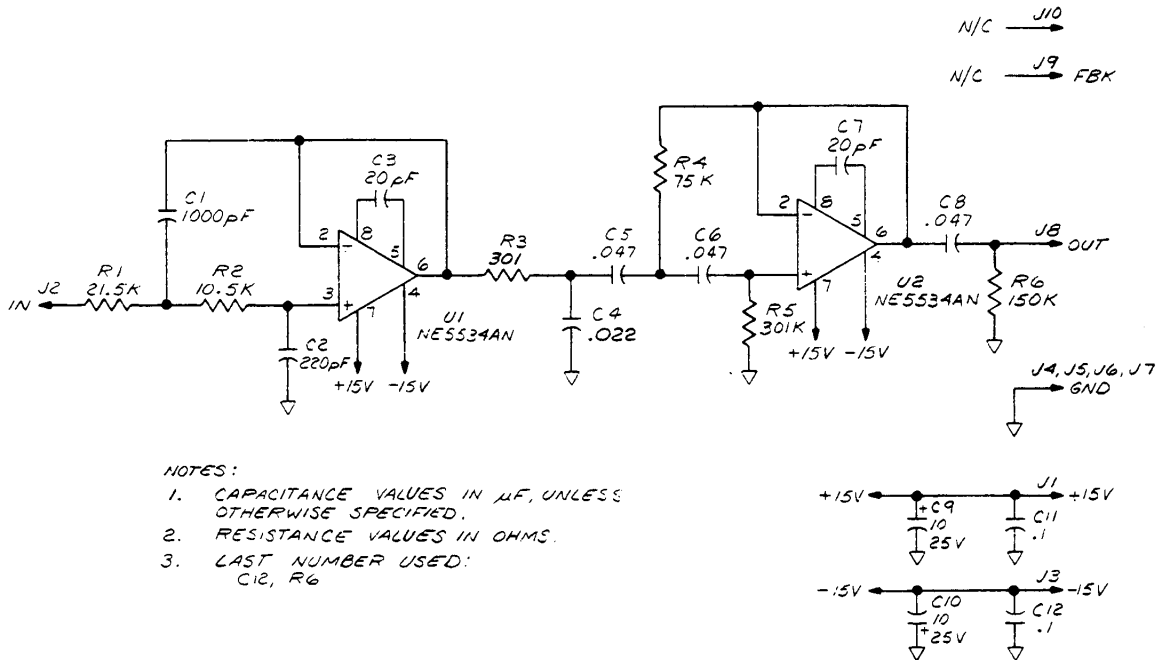 N/C J10
N/C J9 FBK
C1
1000pF
C3
20pF
2
8
5
6
3
7
4
U1
NE5534AN
+15V -15V
IN J2
R1
21.5K
R2
10.5K
C2
220pF
R3
301
C4
.022
C5
.047
C6
.047
R4
75K
R5
301K
C7
20pF
2
8
5
6
7
4
U2
NE5534AN
+15V -15V
C8
.047
R6
150K
J8
OUT
J4, J5, J6, J7
GND
NOTES:
1. CAPACITANCE VALUES IN µF, UNLESS
OTHERWISE SPECIFIED.
2. RESISTANCE VALUES IN OHMS.
3. LAST NUMBER USED:
C12, R6
+15V J1 +15V
+C9
10
25V
C11
.1
-15V J3 -15V
C10
10
+25V
C12
.1